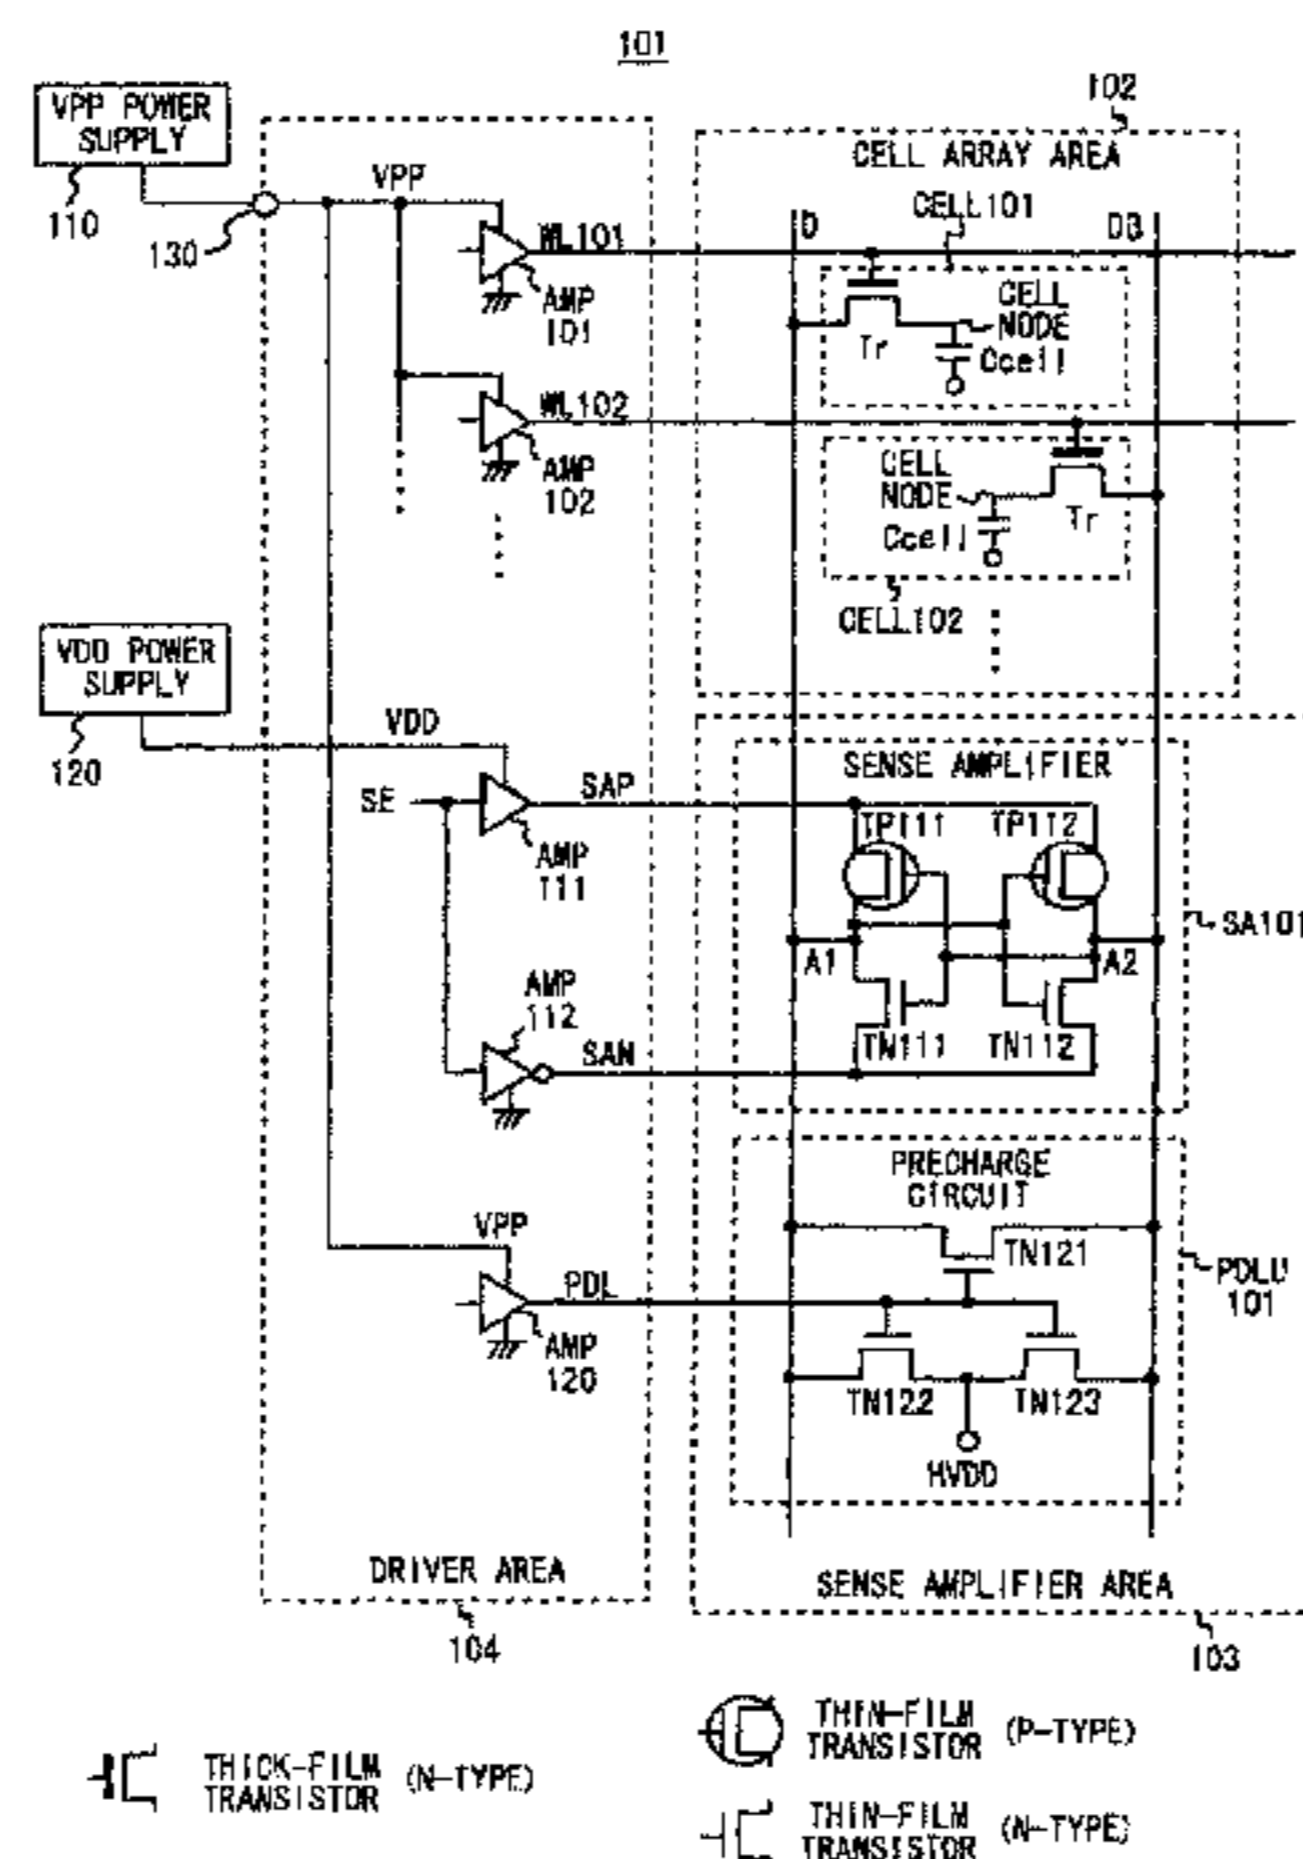 101
102
VPP POWER
SUPPLY
110
130
VPP
CELL ARRAY AREA
CELL101
D
DB
WL101
AMP
101
CELL
NODE
Tr
Ccell
WL102
AMP
102
CELL
NODE
Ccell
Tr
CELL102
VDD POWER
SUPPLY
120
VDD
SE
SAP
AMP
111
SENSE AMPLIFIER
TP111
TP112
SA101
A1
A2
AMP
112
SAN
TN111
TN112
PRECHARGE
CIRCUIT
VPP
TN121
PDL
PDLU
101
AMP
120
TN122
TN123
HVDD
DRIVER AREA
SENSE AMPLIFIER AREA
104
103
THICK-FILM
TRANSISTOR
(N-TYPE)
THIN-FILM
TRANSISTOR
(P-TYPE)
THIN-FILM
TRANSISTOR
(N-TYPE)